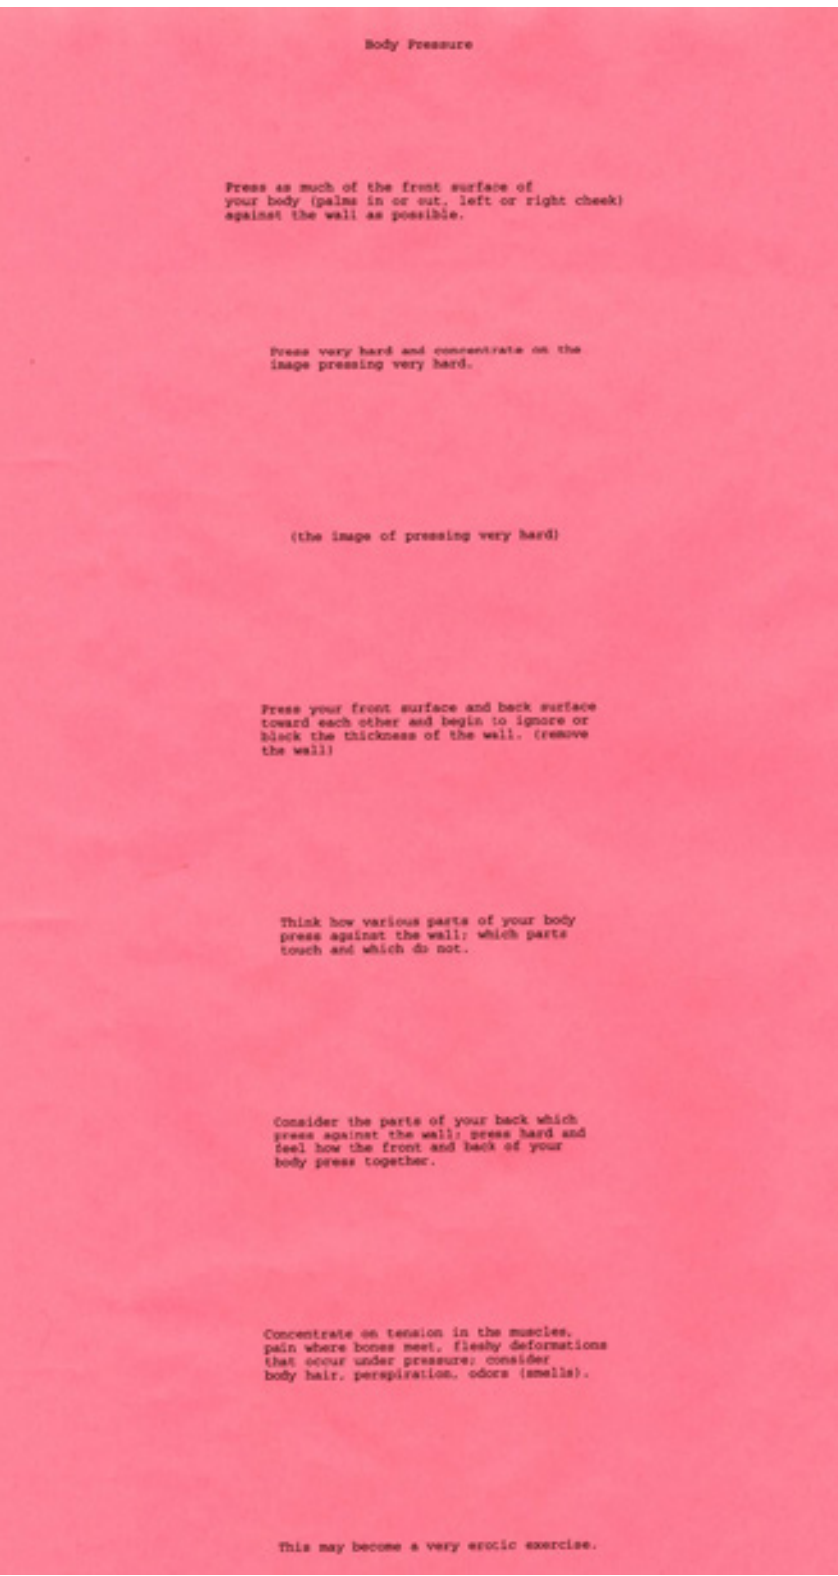 Body Pressure
Press as much of the front surface of
your body (palms in or out, left or right cheek)
against the wall as possible.
Press very hard and concentrate on the
image pressing very hard.
(the image of pressing very hard)
Press your front surface and back surface
toward each other and begin to ignore or
block the thickness of the wall. (remove
the wall)
Think how various parts of your body
press against the wall; which parts
touch and which do not.
Consider the parts of your back which
press against the wall; press hard and
feel how the front and back of your
body press together.
Concentrate on tension in the muscles,
pain where bones meet, fleshy deformations
that occur under pressure; consider
body hair, perspiration, odors (smells).
This may become a very erotic exercise.